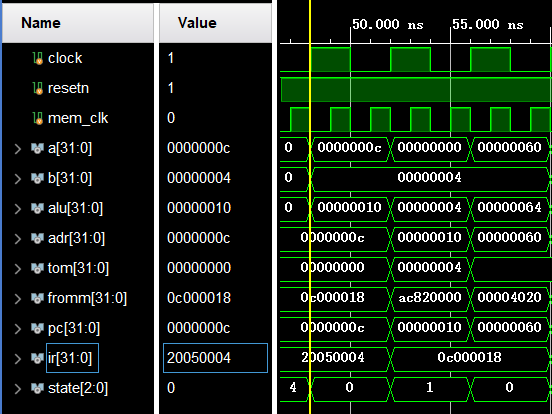 Name Value 50.000 ns 55.000 ns
clock 1
resetn 1
mem_clk 0
a[31:0] 0000000c 0 0000000c 00000000 00000060
b[31:0] 00000004 0 00000004
alu[31:0] 00000010 0 00000010 00000004 00000064
adr[31:0] 0000000c 0000000c 00000010 00000060
tom[31:0] 00000000 00000000 00000004
fromm[31:0] 0c000018 0c000018 ac820000 00004020
pc[31:0] 0000000c 0000000c 00000010 00000060
ir[31:0] 20050004 20050004 0c000018
state[2:0] 0 4 0 1 0